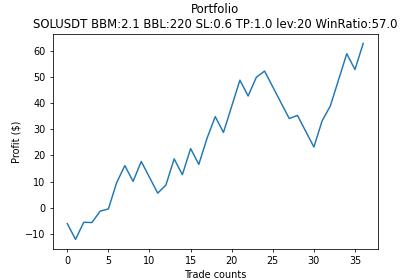 Portfolio
SOLUSDT BBM:2.1 BBL:220 SL:0.6 TP:1.0 lev:20 WinRatio:57.0
Profit ($)
60
50
40
30
20
10
0
−10
0 5 10 15 20 25 30 35
Trade counts